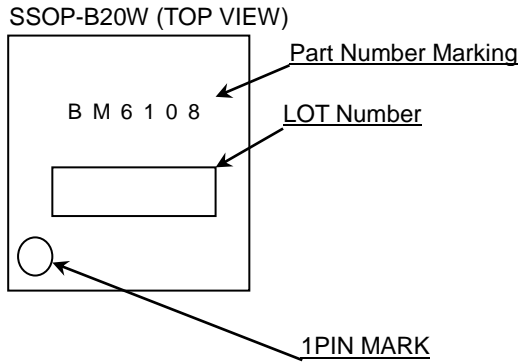 SSOP-B20W (TOP VIEW)
Part Number Marking
B M 6 1 0 8
LOT Number
1PIN MARK